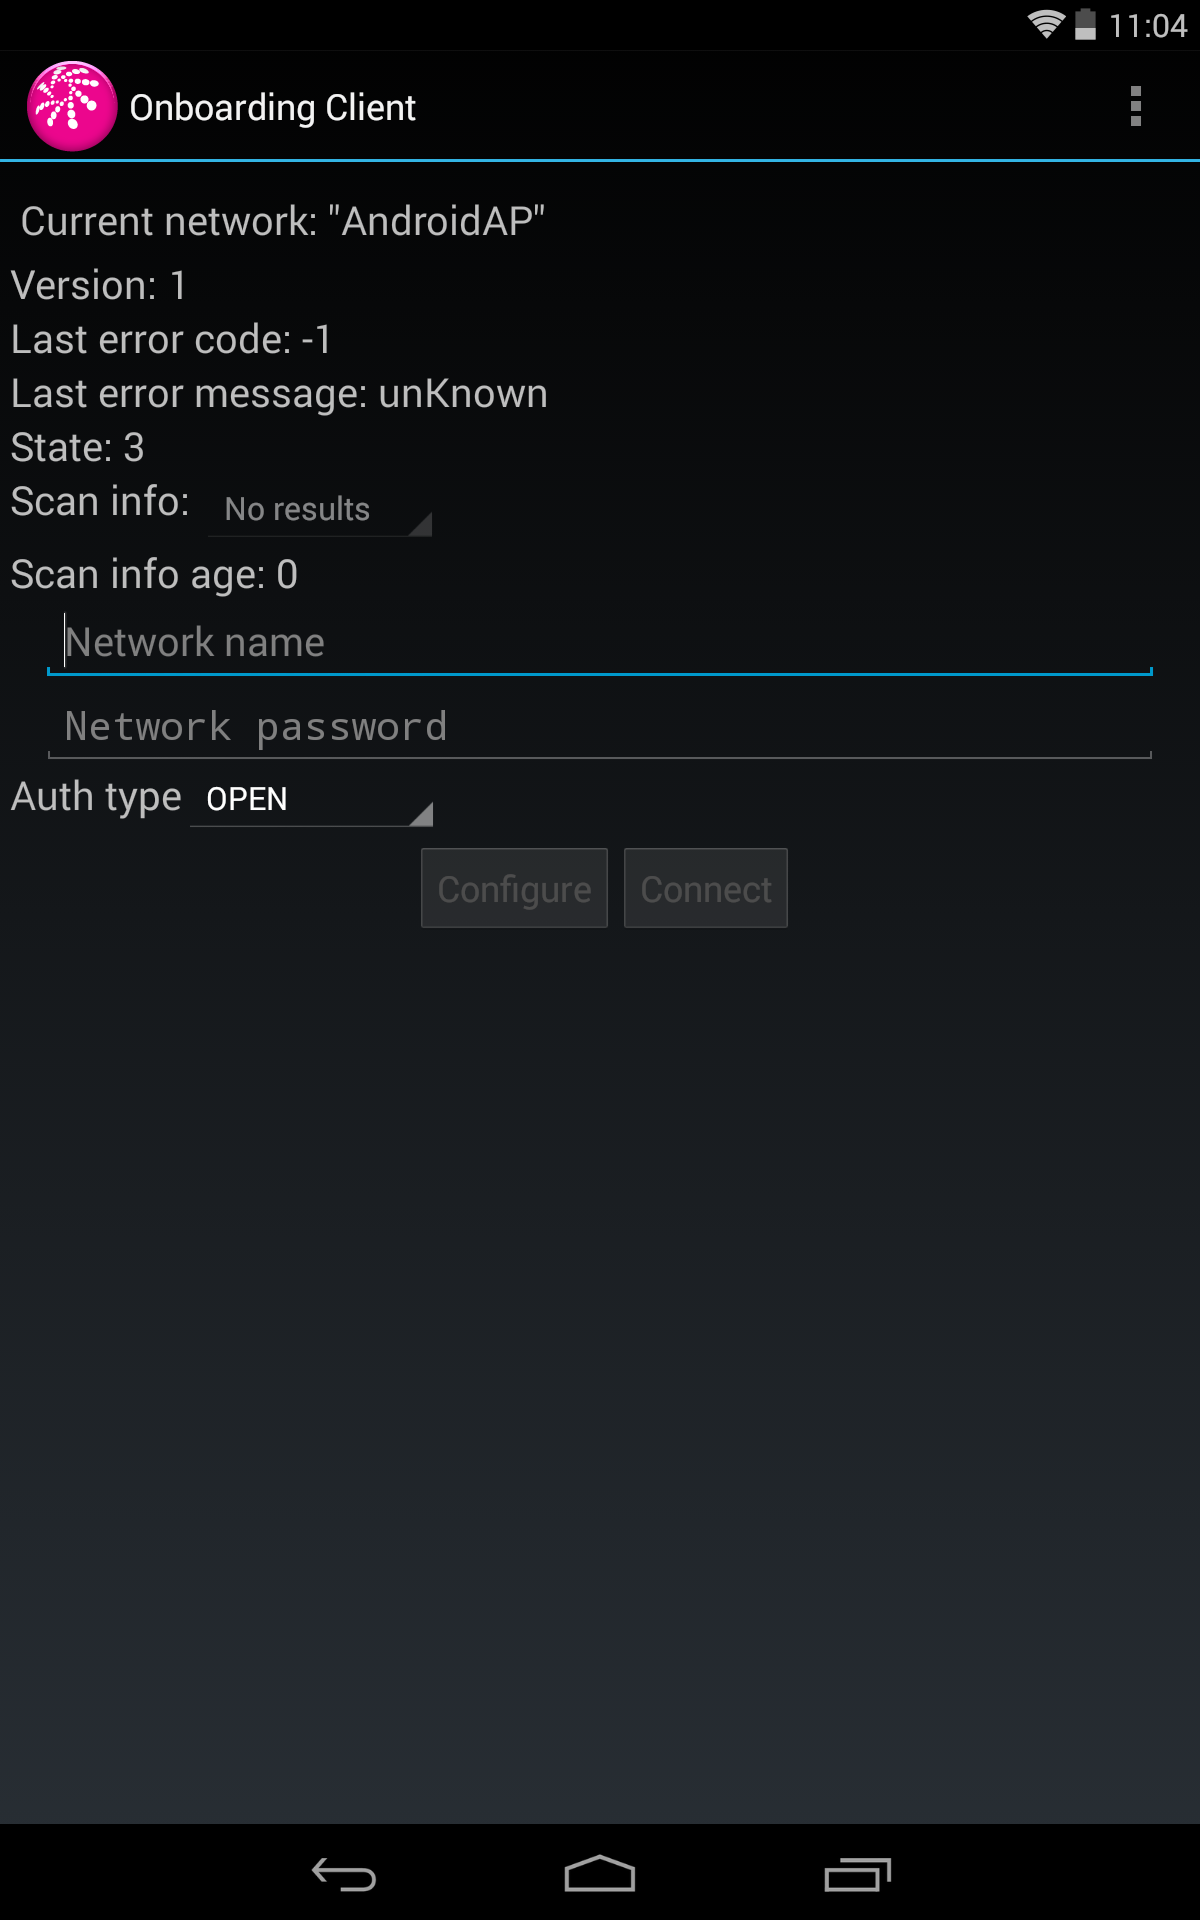 11:04
Onboarding Client
Current network: "AndroidAP"
Version: 1
Last error code: -1
Last error message: unKnown
State: 3
Scan info: No results
Scan info age: 0
Network name
Network password
Auth type OPEN
Configure Connect